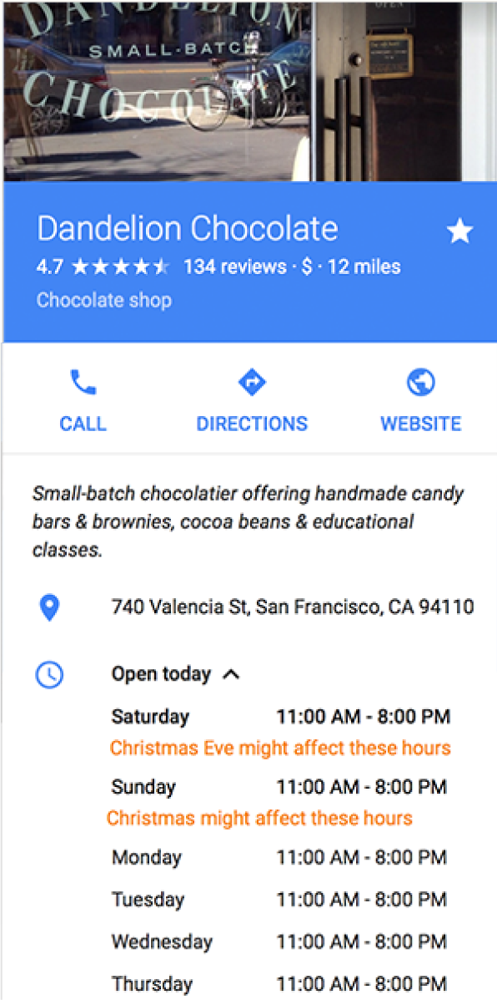 DANDELION
SMALL-BATCH
CHOCOLATE
OPEN
Dandelion Chocolate
4.7 134 reviews · $ · 12 miles
Chocolate shop
CALL DIRECTIONS WEBSITE
Small-batch chocolatier offering handmade candy
bars & brownies, cocoa beans & educational
classes.
740 Valencia St, San Francisco, CA 94110
Open today
Saturday 11:00 AM - 8:00 PM
Christmas Eve might affect these hours
Sunday 11:00 AM - 8:00 PM
Christmas might affect these hours
Monday 11:00 AM - 8:00 PM
Tuesday 11:00 AM - 8:00 PM
Wednesday 11:00 AM - 8:00 PM
Thursday 11:00 AM - 8:00 PM